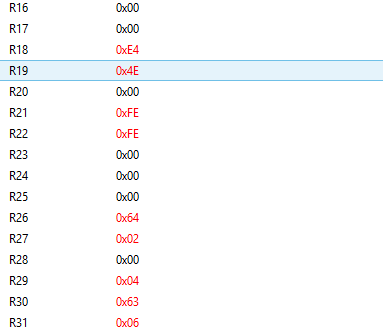 R16 0x00
R17 0x00
R18 0xE4
R19 0x4E
R20 0x00
R21 0xFE
R22 0xFE
R23 0x00
R24 0x00
R25 0x00
R26 0x64
R27 0x02
R28 0x00
R29 0x04
R30 0x63
R31 0x06